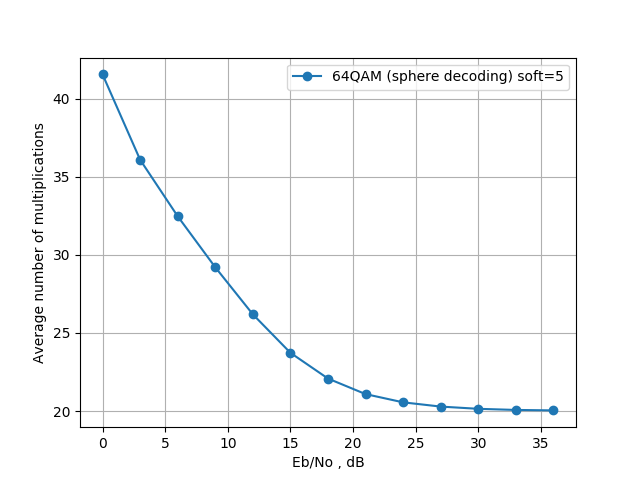 64QAM (sphere decoding) soft=5
Average number of multiplications
40
35
30
25
20
0 5 10 15 20 25 30 35
Eb/No , dB